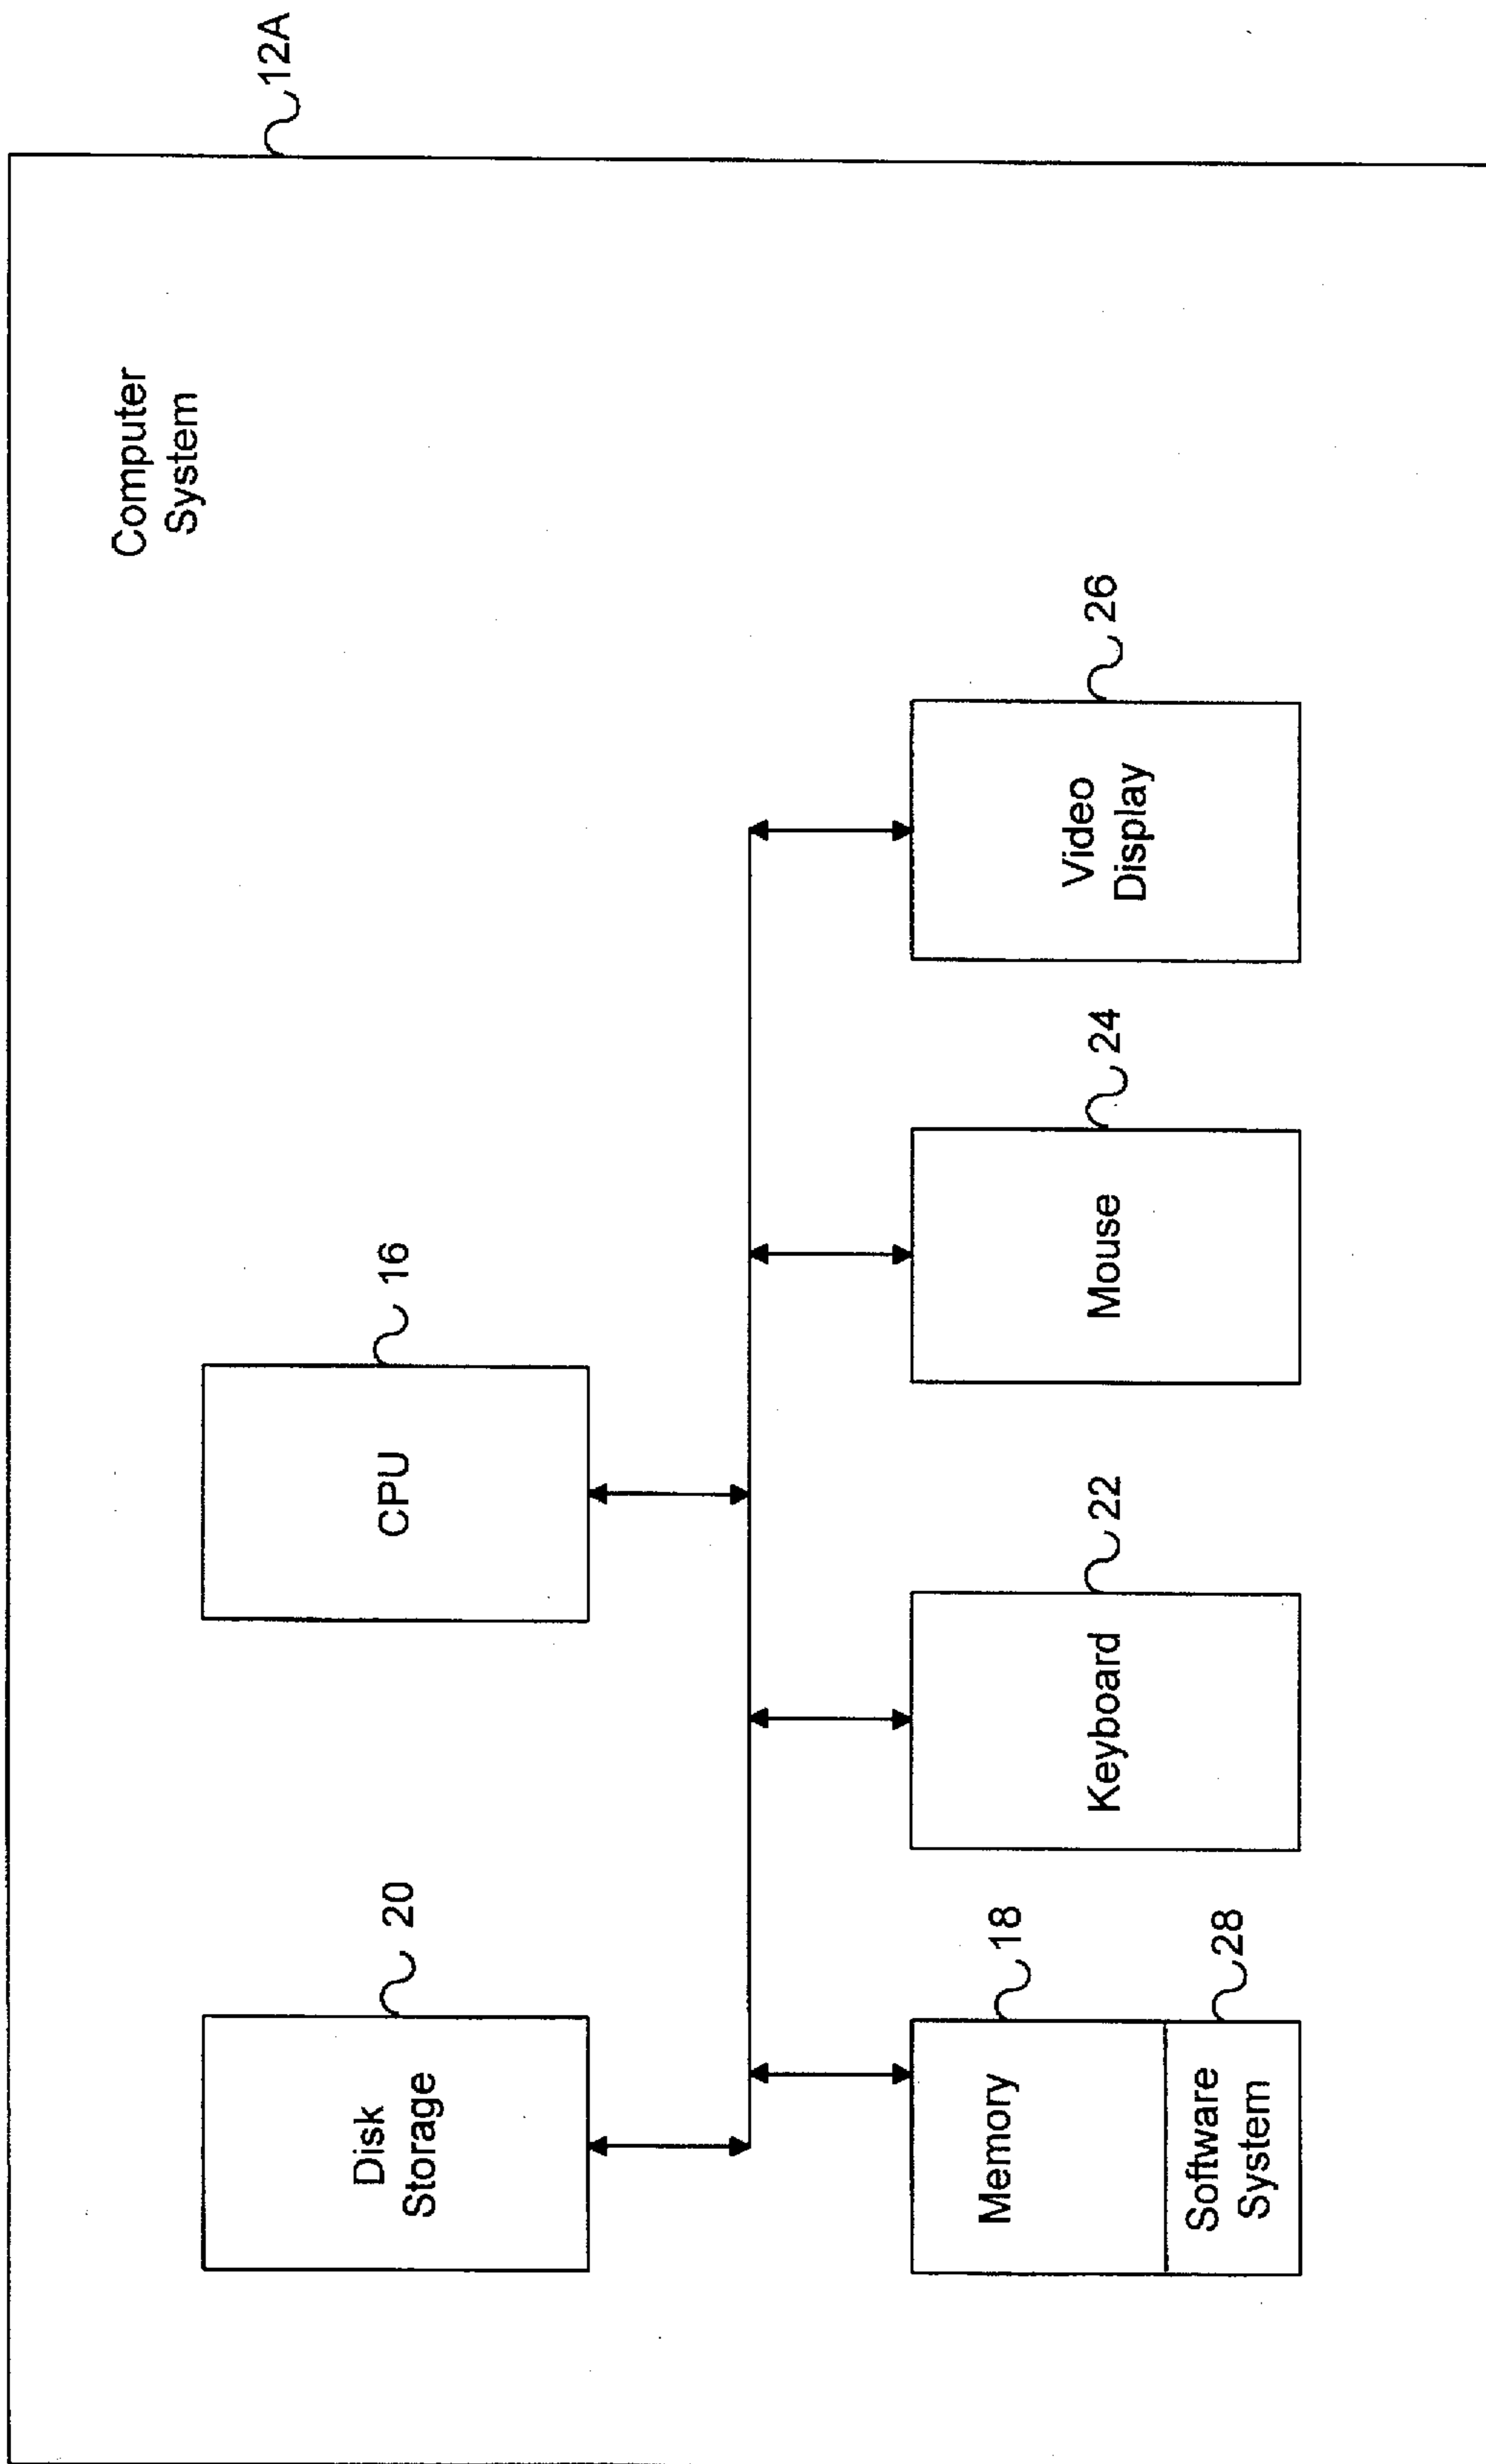 12A
Computer
System
Disk
Storage
20
CPU
16
Memory
18
Software
System
28
Keyboard
22
Mouse
24
Video
Display
26